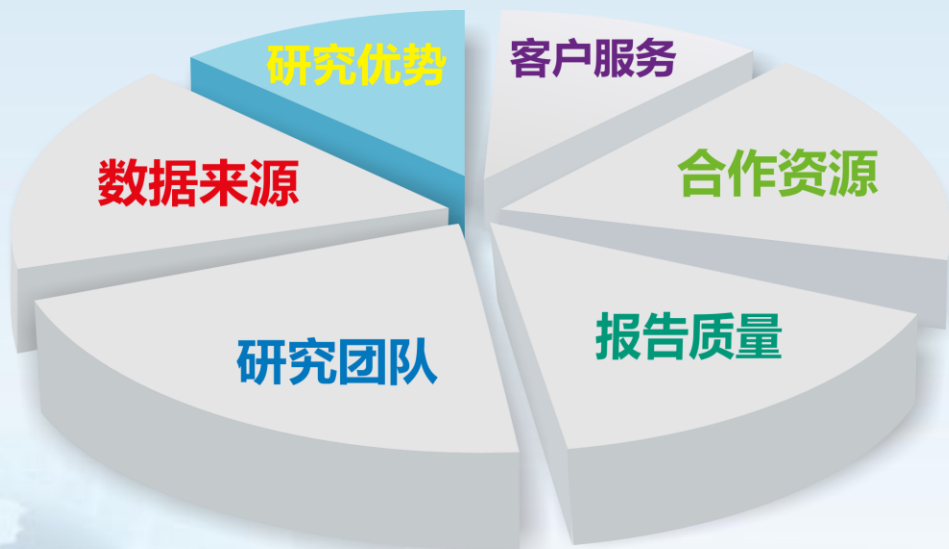 研究优势
客户服务
数据来源
合作资源
研究团队
报告质量